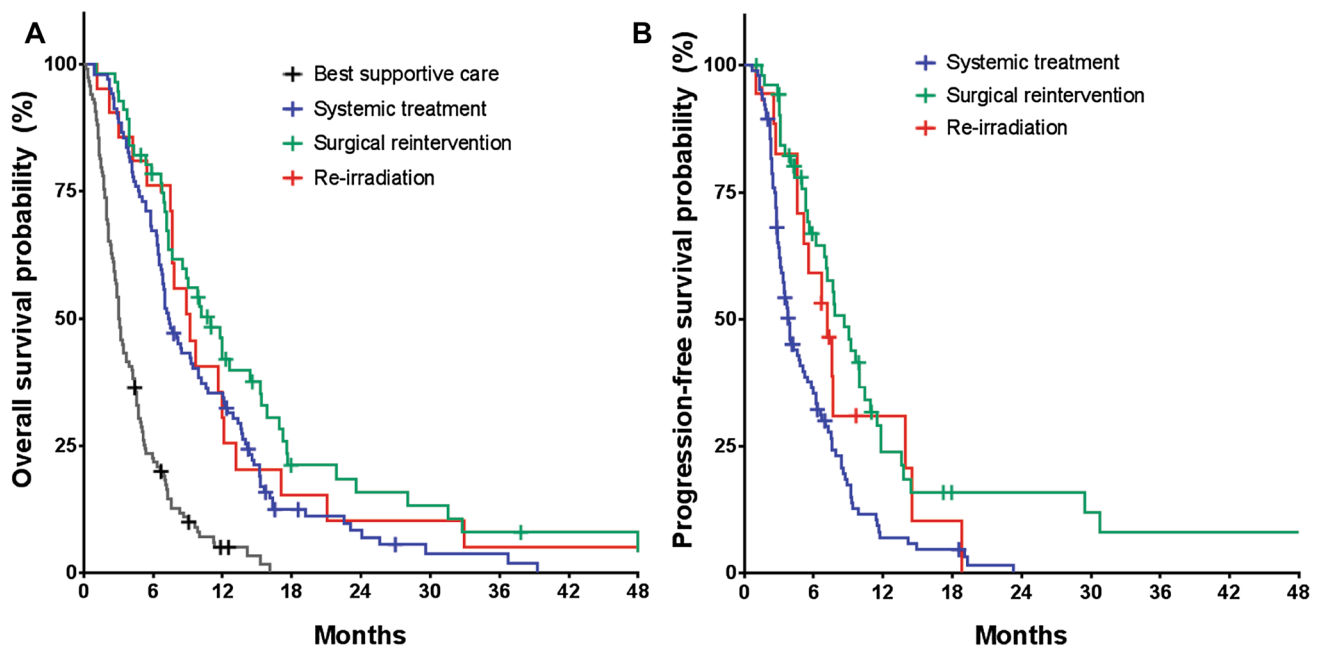 A
Overall survival probability (%)
100
75
50
25
0
Best supportive care
Systemic treatment
Surgical reintervention
Re-irradiation
0 6 12 18 24 30 36 42 48
Months
B
Progression-free survival probability (%)
100
75
50
25
0
Systemic treatment
Surgical reintervention
Re-irradiation
0 6 12 18 24 30 36 42 48
Months